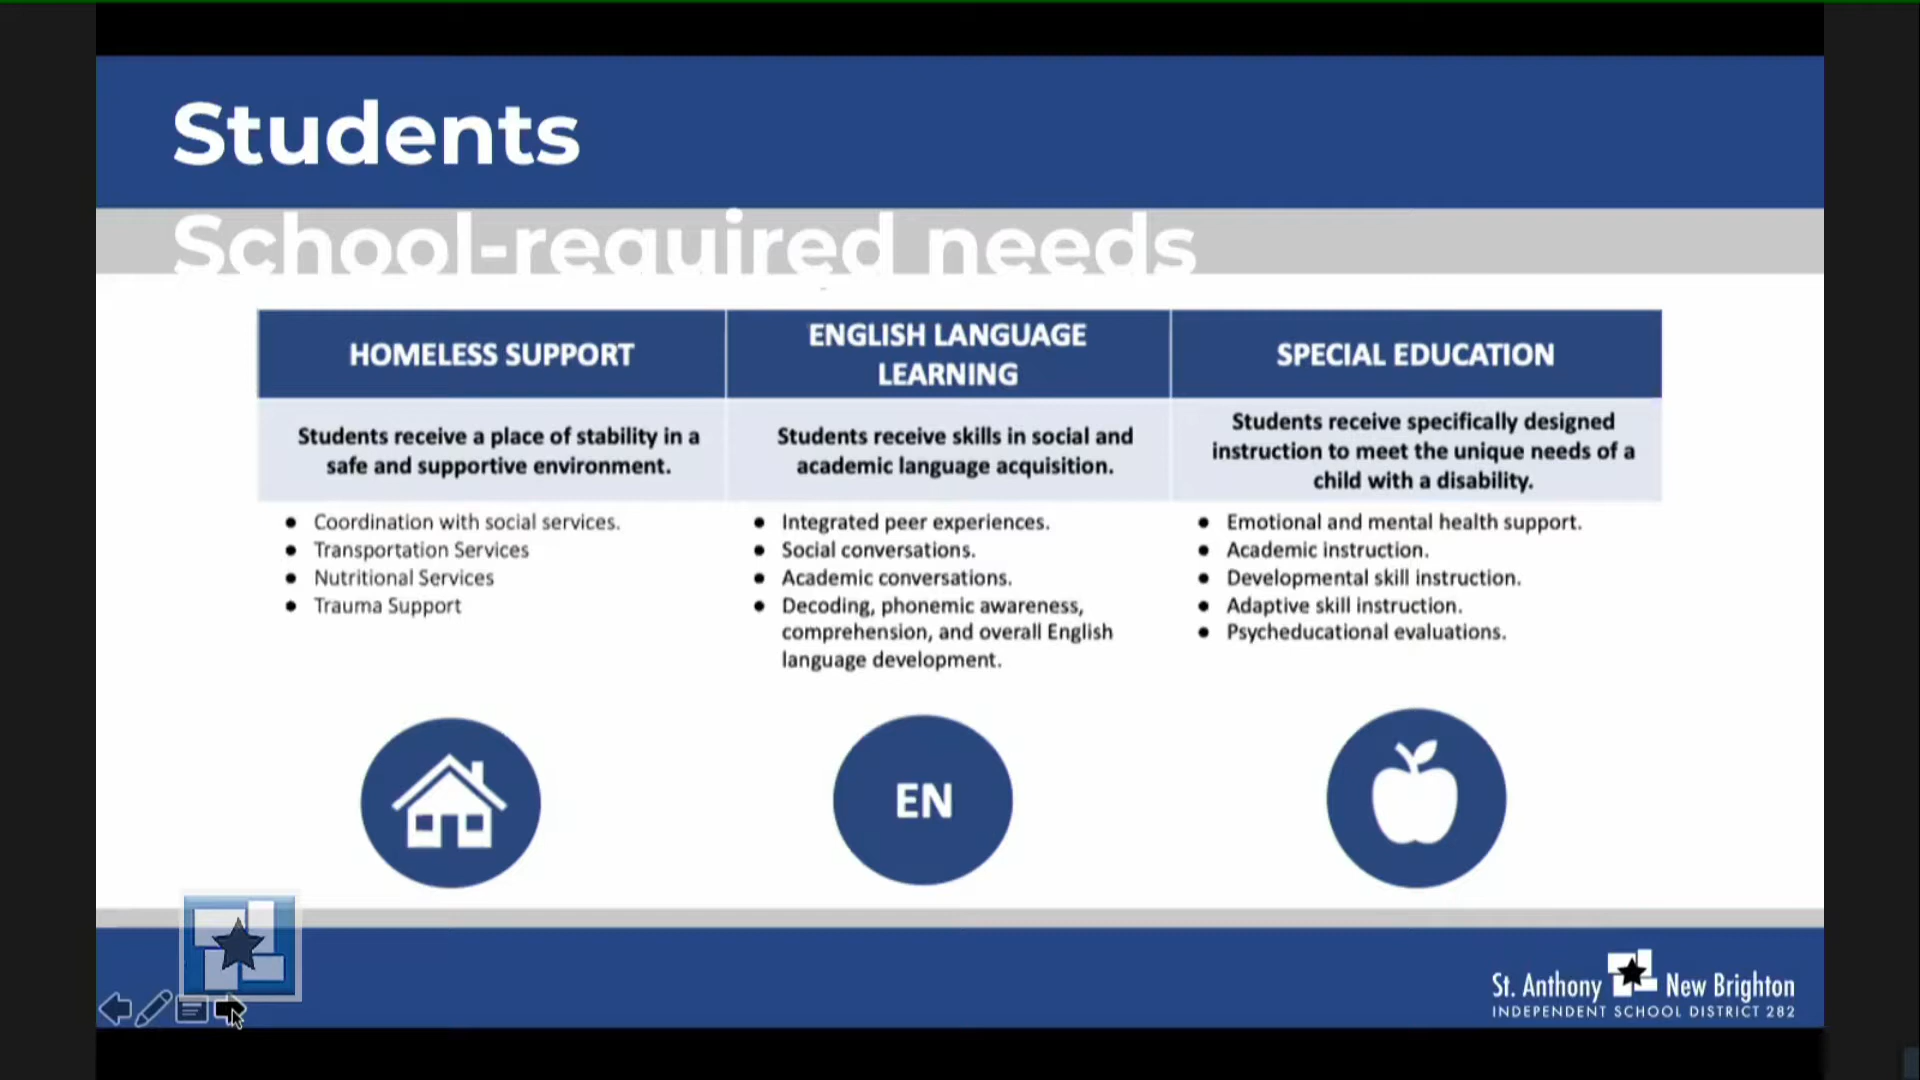 Students
School-required needs
HOMELESS SUPPORT
Students receive a place of stability in a
safe and supportive environment.
● Coordination with social services.
● Transportation Services
● Nutritional Services
● Trauma Support
ENGLISH LANGUAGE
LEARNING
Students receive skills in social and
academic language acquisition.
● Integrated peer experiences.
● Social conversations.
● Academic conversations.
● Decoding, phonemic awareness,
comprehension, and overall English
language development.
SPECIAL EDUCATION
Students receive specifically designed
instruction to meet the unique needs of a
child with a disability.
● Emotional and mental health support.
● Academic instruction.
● Developmental skill instruction.
● Adaptive skill instruction.
● Psycheducational evaluations.
EN
St. Anthony New Brighton
INDEPENDENT SCHOOL DISTRICT 282